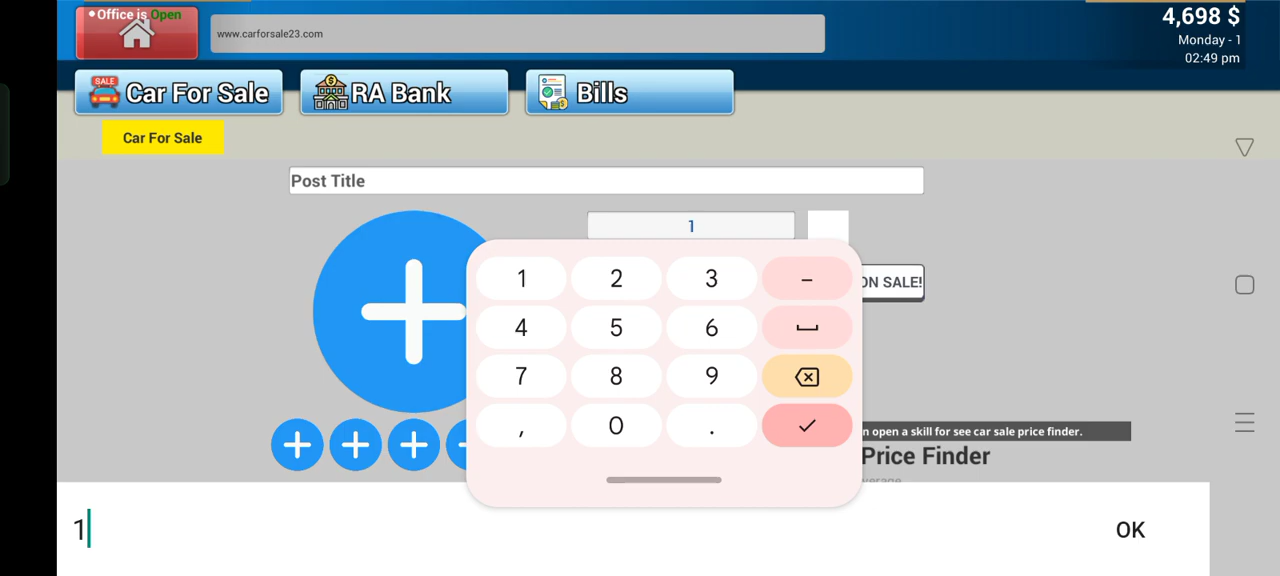 Office is Open
www.carforsale23.com
4,698 $
Monday - 1
02:49 pm
Car For Sale
RA Bank
Bills
SALE
Car For Sale
Post Title
1
ON SALE!
1 2 3 -
4 5 6
7 8 9
, 0 .
n open a skill for see car sale price finder.
Price Finder
verage
1
OK